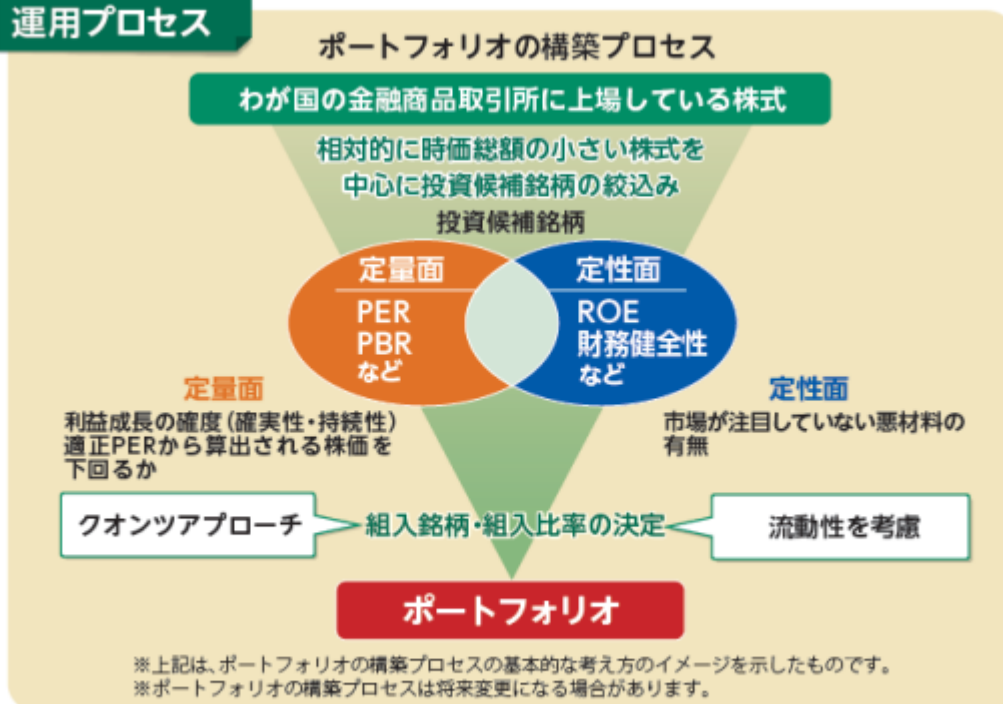 運用プロセス
ポートフォリオの構築プロセス
わが国の金融商品取引所に上場している株式
相対的に時価総額の小さい株式を
中心に投資候補銘柄の絞込み
投資候補銘柄
定量面
PER
PBR
など
定性面
ROE
財務健全性
など
定量面
利益成長の確度(確実性・持続性)
適正PERから算出される株価を
下回るか
定性面
市場が注目していない悪材料の
有無
クオンツアプローチ
組入銘柄・組入比率の決定
流動性を考慮
ポートフォリオ
※上記は、ポートフォリオの構築プロセスの基本的な考え方のイメージを示したものです。
※ポートフォリオの構築プロセスは将来変更になる場合があります。